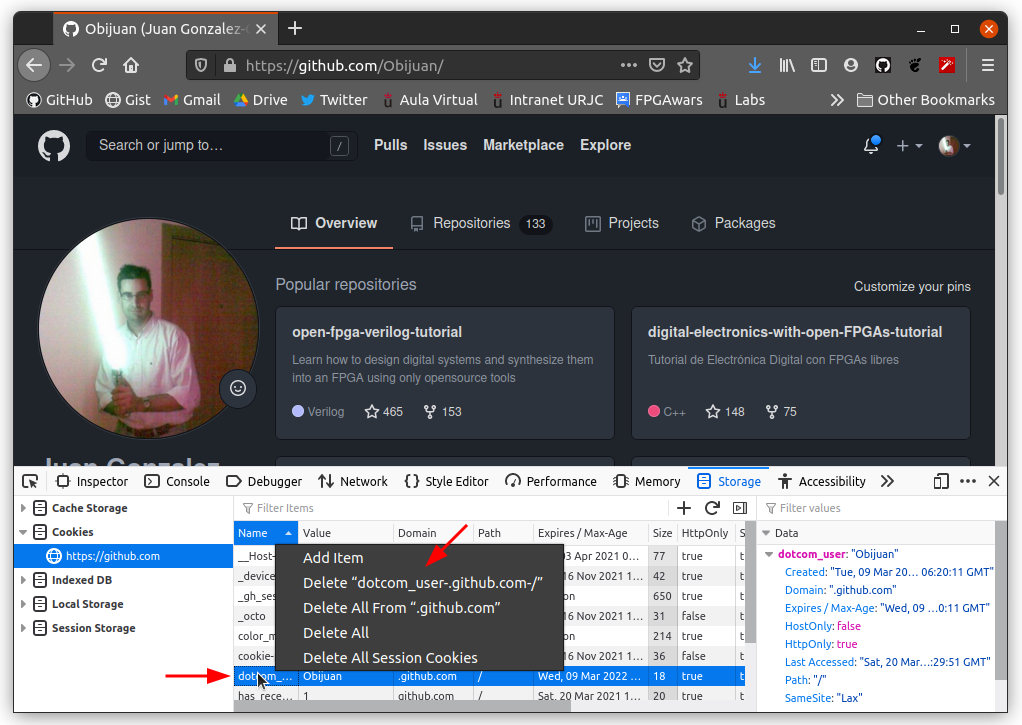 Obijuan (Juan Gonzalez-
https://github.com/Obijuan/
GitHub Gist Gmail Drive Twitter Aula Virtual Intranet URJC FPGAwars Labs Other Bookmarks
Search or jump to… / Pulls Issues Marketplace Explore
Overview Repositories 133 Projects Packages
Popular repositories Customize your pins
open-fpga-verilog-tutorial
Learn how to design digital systems and synthesize them
into an FPGA using only opensource tools
Verilog 465 153
digital-electronics-with-open-FPGAs-tutorial
Tutorial de Electrónica Digital con FPGAs libres
C++ 148 75
Juan Gonzalez
Inspector Console Debugger Network Style Editor Performance Memory Storage Accessibility
Cache Storage
Cookies
https://github.com
Indexed DB
Local Storage
Session Storage
Filter Items
Name Value Domain Path Expires / Max-Age Size HttpOnly S
__Host- 03 Apr 2021 0… 77 true t
_device 16 Nov 2021 1… 42 true t
_gh_ses on 650 true t
_octo 16 Nov 2021 1… 31 false t
color_m on 214 true t
cookie- 16 Nov 2021 1… 36 false t
dotcom_… Obijuan .github.com / Wed, 09 Mar 2022 … 18 true t
has_rece… 1 github.com / Sat, 20 Mar 2021 … 14 true t
Add Item
Delete “dotcom_user-.github.com-/”
Delete All From “.github.com”
Delete All
Delete All Session Cookies
Filter values
Data
dotcom_user: "Obijuan"
Created: "Tue, 09 Mar 20… 06:20:11 GMT"
Domain: ".github.com"
Expires / Max-Age: "Wed, 09 …0:11 GMT"
HostOnly: false
HttpOnly: true
Last Accessed: "Sat, 20 Mar…:29:51 GMT"
Path: "/"
SameSite: "Lax"